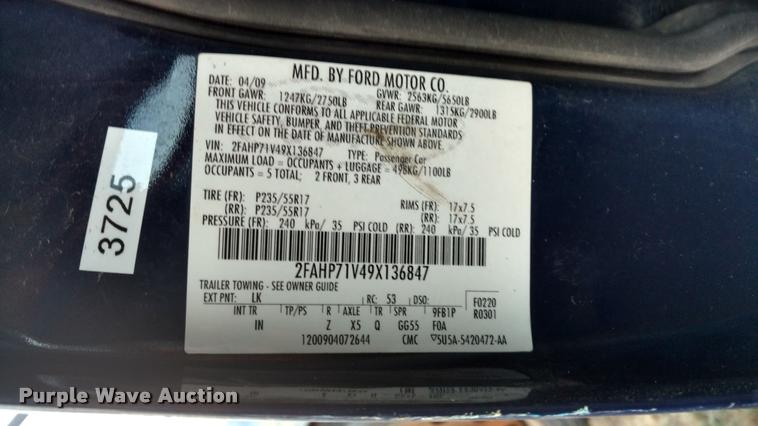 MFD. BY FORD MOTOR CO.
DATE: 04/09 GVWR: 2563KG/5650LB
FRONT GAWR: 1247KG/2750LB REAR GAWR: 1315KG/2900LB
THIS VEHICLE CONFORMS TO ALL APPLICABLE FEDERAL MOTOR
VEHICLE SAFETY, BUMPER, AND THEFT PREVENTION STANDARDS
IN EFFECT ON THE DATE OF MANUFACTURE SHOWN ABOVE.
VIN: 2FAHP71V49X136847 TYPE: Passenger Car
MAXIMUM LOAD = OCCUPANTS + LUGGAGE = 498KG/1100LB
OCCUPANTS = 5 TOTAL; 2 FRONT, 3 REAR
TIRE (FR): P235/55R17 RIMS (FR): 17x7.5
(RR): P235/55R17 (RR): 17x7.5
PRESSURE (FR): 240 kPa/ 35 PSI COLD (RR): 240 kPa/ 35 PSI COLD
2FAHP71V49X136847
TRAILER TOWING - SEE OWNER GUIDE
EXT PNT: LK RC: 53 DSO: F0220
INT TR TP/PS R AXLE TR SPR 9FB1P R0301
IN Z X5 Q GG55 FOA
1200904072644 CMC ▽5U5A-5420472-AA
3725
Purple Wave Auction